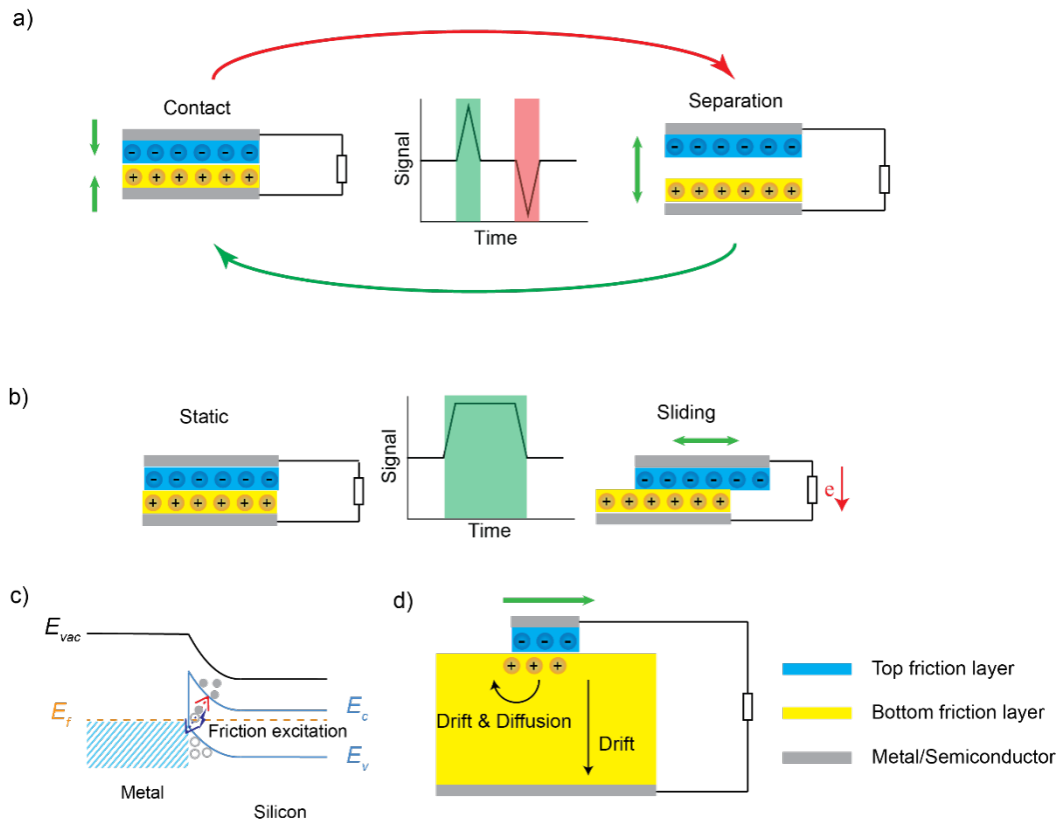 a)
Contact
Separation
Signal
Time
b)
Static
Sliding
Signal
Time
e
c)
d)
E_vac
E_f
E_c
Friction excitation
E_v
Metal
Silicon
Drift & Diffusion
Drift
Top friction layer
Bottom friction layer
Metal/Semiconductor